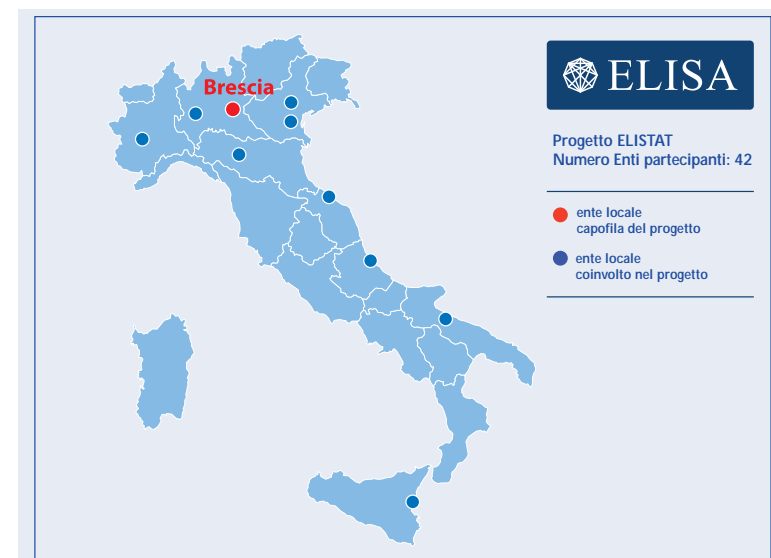 Brescia
ELISA
Progetto ELISTAT
Numero Enti partecipanti: 42
ente locale
capofila del progetto
ente locale
coinvolto nel progetto